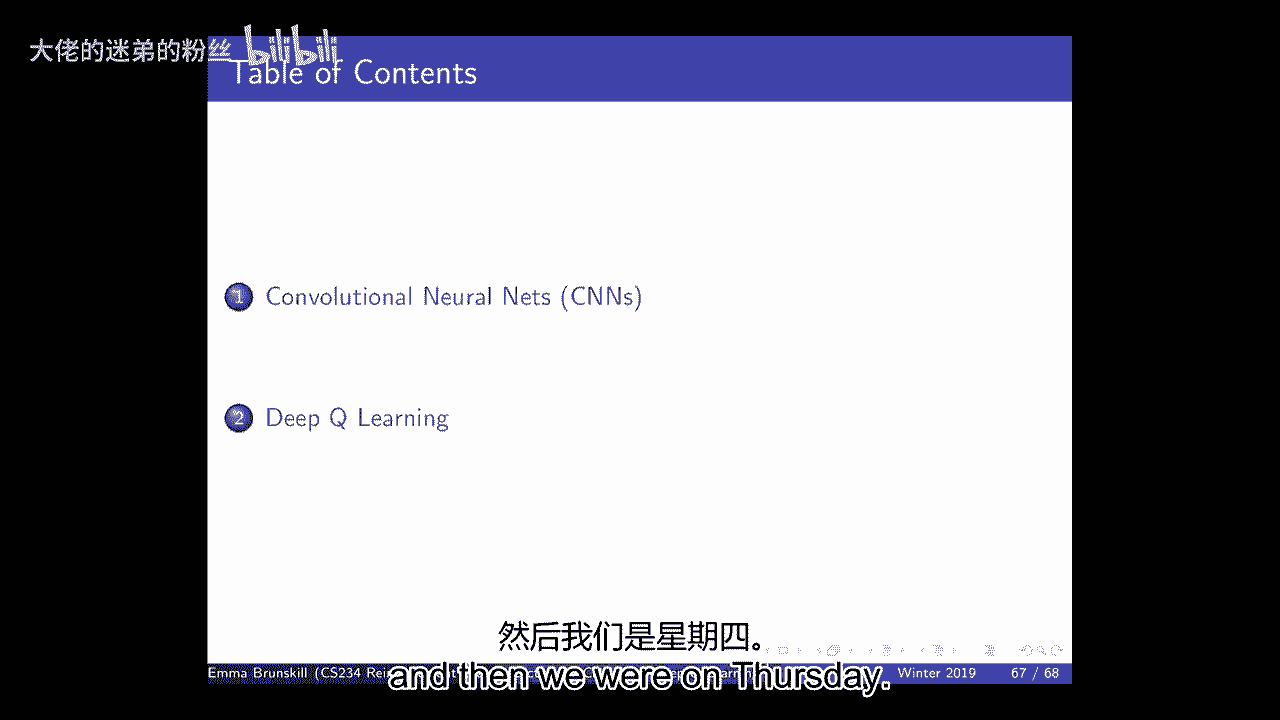 大佬的迷弟的粉丝 bilibili
Table of Contents
1 Convolutional Neural Nets (CNNs)
2 Deep Q Learning
然后我们是星期四。
and then we were on Thursday.
Emma Brunskill (CS234 Winter 2019 67 / 68